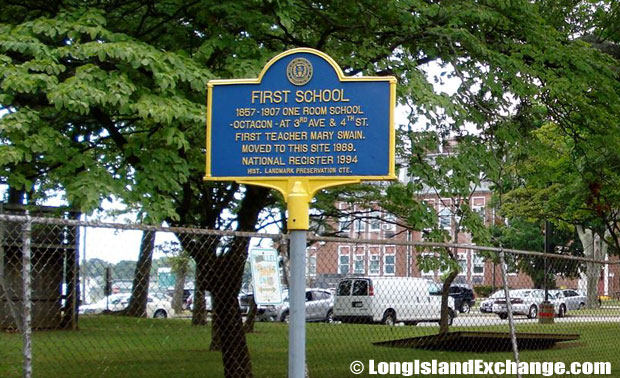 FIRST SCHOOL
1857-1907 ONE ROOM SCHOOL
-OCTAGON-AT 3RD AVE & 4TH ST.
FIRST TEACHER MARY SWAIN.
MOVED TO THIS SITE 1989.
NATIONAL REGISTER 1994
HIST. LANDMARK PRESERVATION CTE.
© LongIslandExchange.com